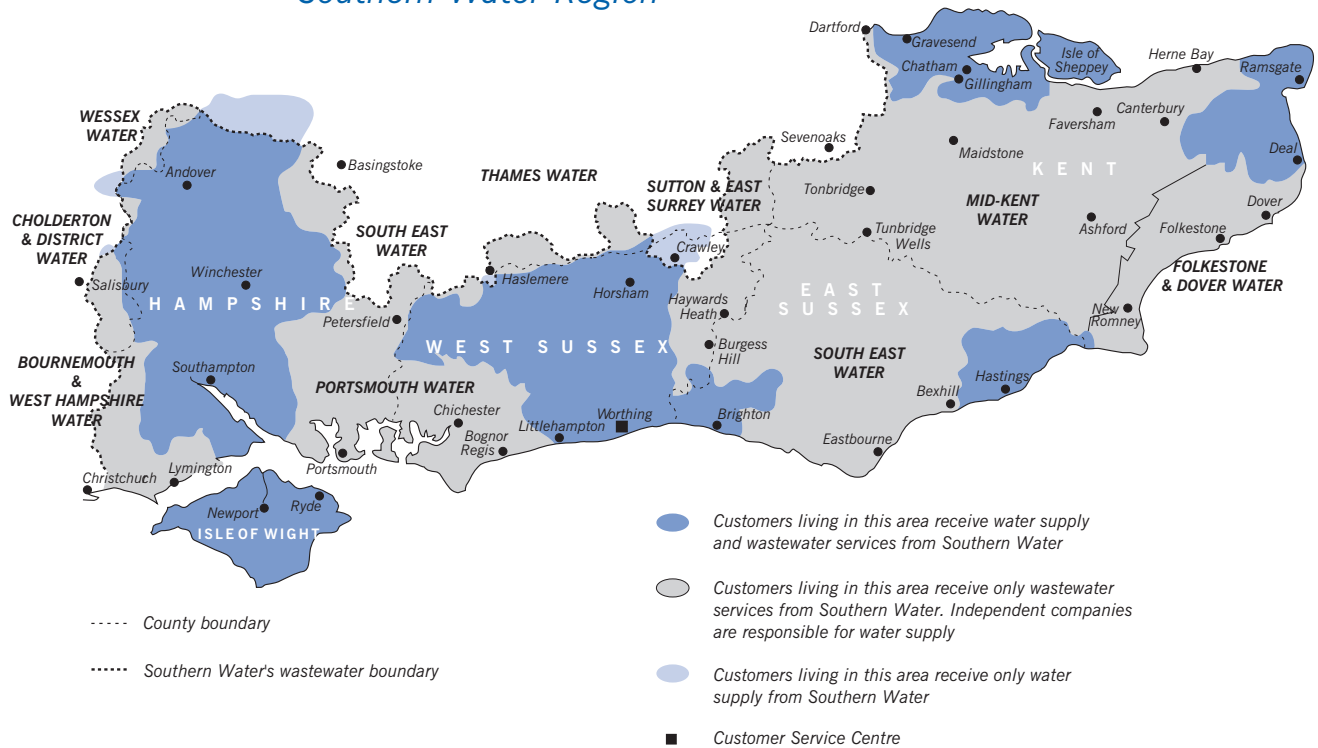 Southern Water Region
Dartford
Gravesend
Chatham
Gillingham
Isle of
Sheppey
Herne Bay
Ramsgate
WESSEX
WATER
Canterbury
Faversham
Sevenoaks
Maidstone
Deal
Basingstoke
Andover
THAMES WATER
SUTTON & EAST
SURREY WATER
KENT
Tonbridge
MID-KENT
WATER
Dover
CHOLDERTON
& DISTRICT
WATER
SOUTH EAST
WATER
Crawley
Tunbridge
Wells
Ashford
Folkestone
Winchester
Salisbury
Haslemere
Horsham
FOLKESTONE
& DOVER WATER
HAMPSHIRE
Haywards
Heath
EAST
SUSSEX
New
Romney
Petersfield
WEST SUSSEX
Burgess
Hill
SOUTH EAST
WATER
BOURNEMOUTH
&
WEST HAMPSHIRE
WATER
Southampton
PORTSMOUTH WATER
Hastings
Bexhill
Chichester
Worthing
Brighton
Littlehampton
Bognor
Regis
Eastbourne
Christchurch
Lymington
Portsmouth
Newport
Ryde
ISLE OF WIGHT
Customers living in this area receive water supply
and wastewater services from Southern Water
Customers living in this area receive only wastewater
services from Southern Water. Independent companies
are responsible for water supply
County boundary
Southern Water's wastewater boundary
Customers living in this area receive only water
supply from Southern Water
Customer Service Centre